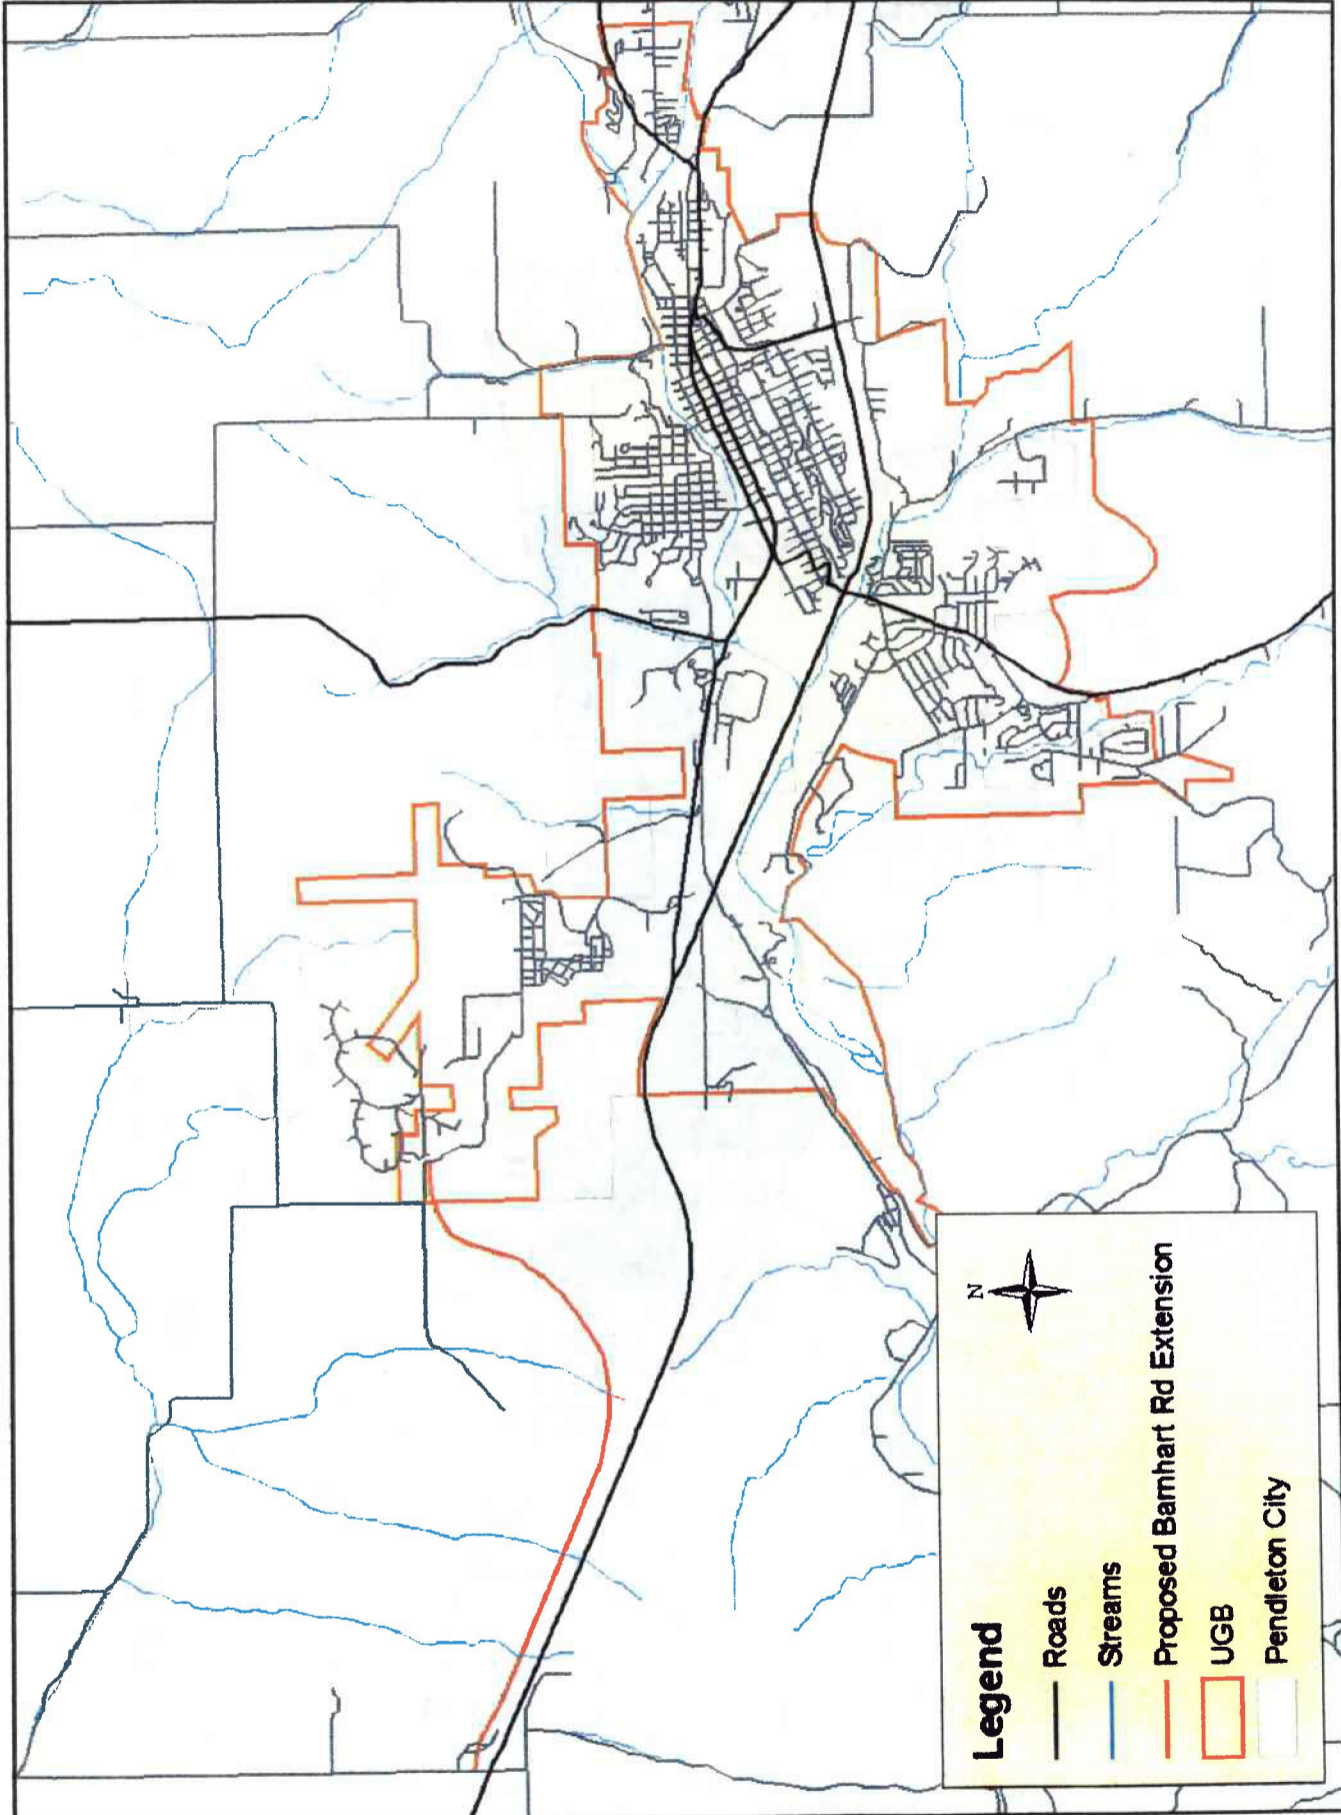 N
Legend
Roads
Streams
Proposed Barnhart Rd Extension
UGB
Pendleton City